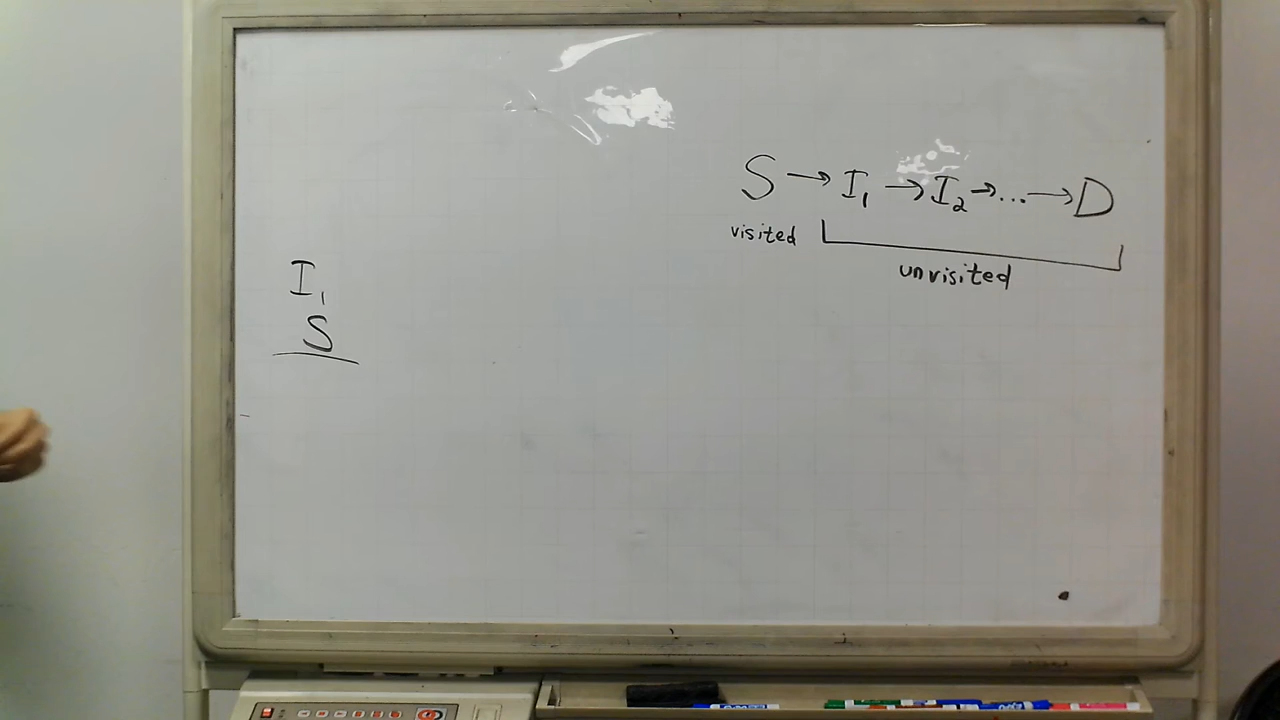 S → I₁ → I₂ → ... → D
visited
unvisited
I₁
S